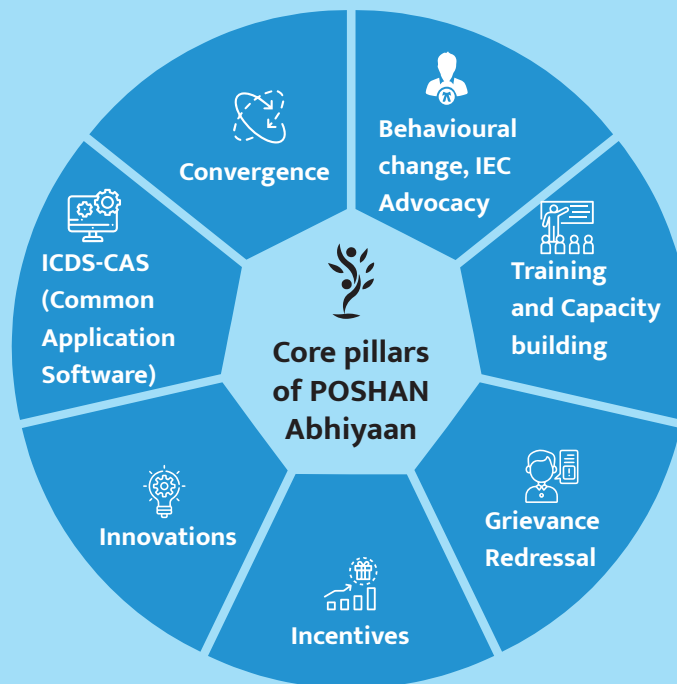 Core pillars
of POSHAN
Abhiyaan
Convergence
Behavioural
change, IEC
Advocacy
Training
and Capacity
building
Grievance
Redressal
Incentives
Innovations
ICDS-CAS
(Common
Application
Software)